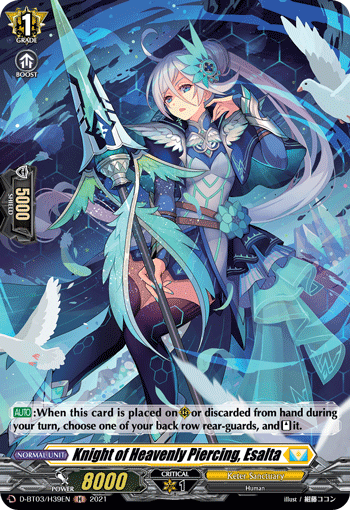 1
GRADE
BOOST
5000
SHIELD
AUTO:When this card is placed on or discarded from hand during
your turn, choose one of your back row rear-guards, and it.
NORMAL UNIT
Knight of Heavenly Piercing, Esalta
POWER 8000
CRITICAL
1
Keter Sanctuary
Human
D-BT03/H39EN H 2021
illust / 組藤ココン